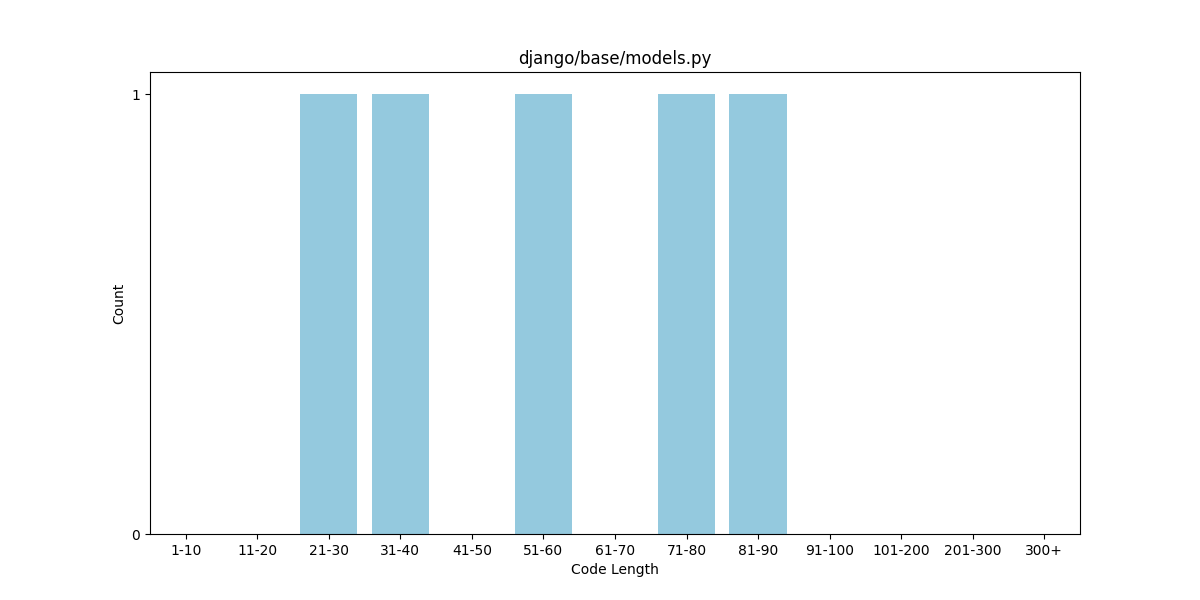 django/base/models.py
1
Count
0
1-10 11-20 21-30 31-40 41-50 51-60 61-70 71-80 81-90 91-100 101-200 201-300 300+
Code Length